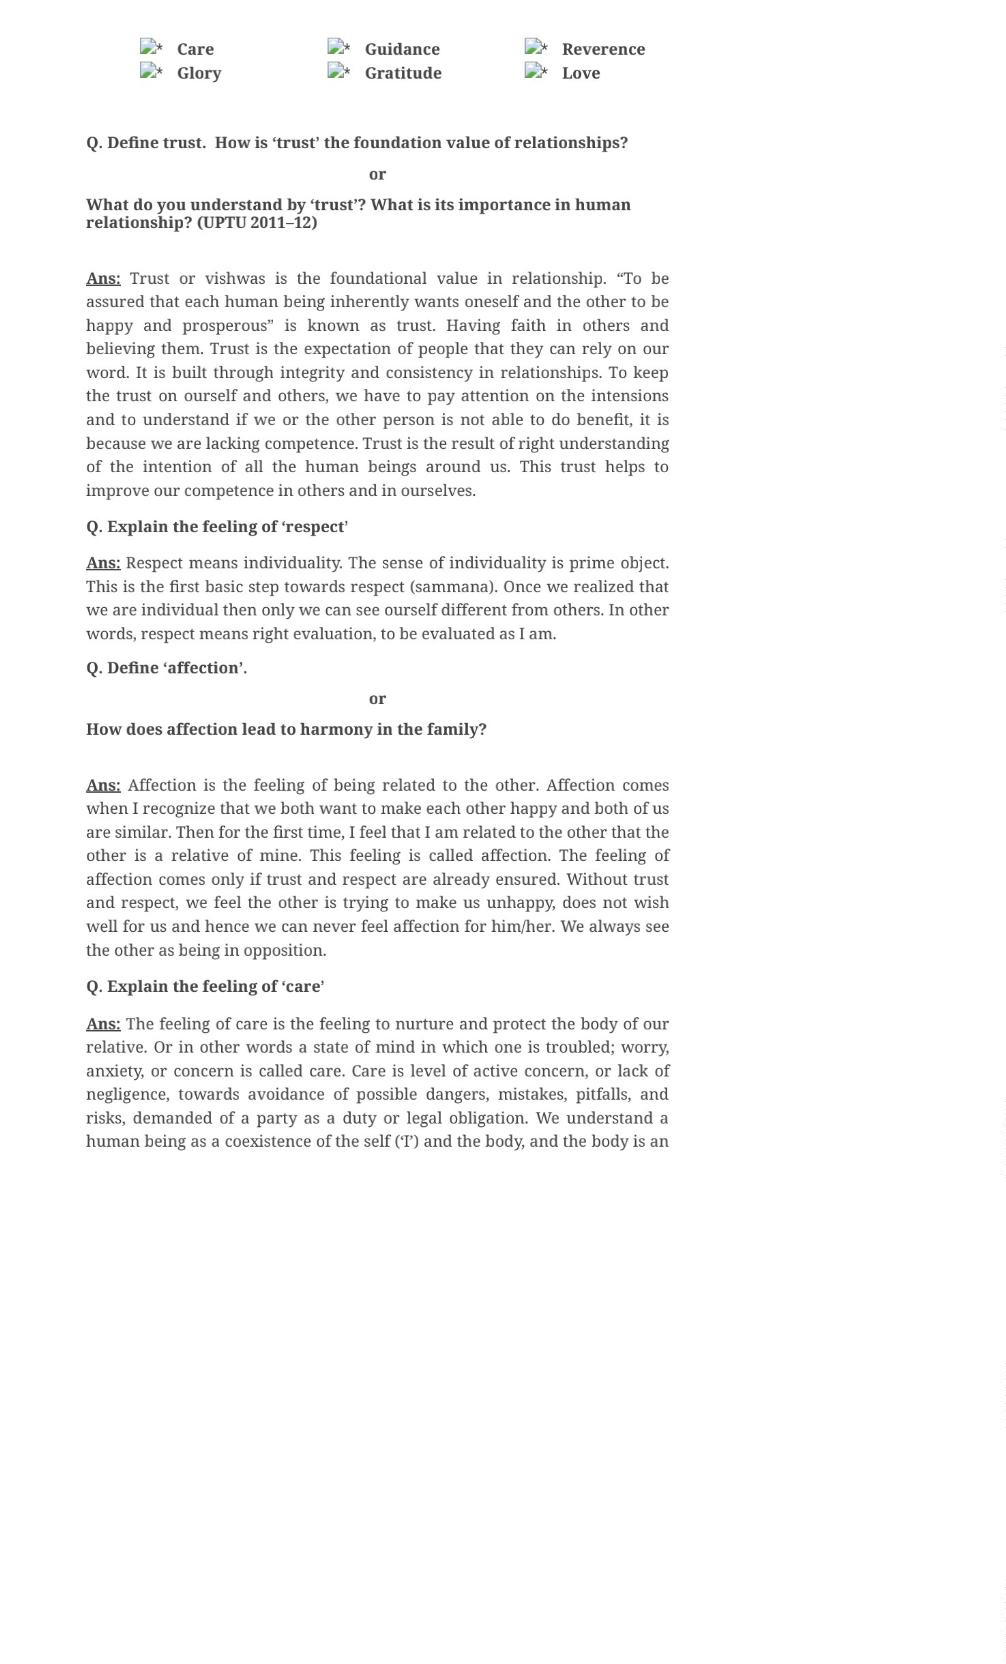 * Care * Guidance * Reverence
* Glory * Gratitude * Love
Q. Define trust.  How is ‘trust’ the foundation value of relationships?
or
What do you understand by ‘trust’? What is its importance in human
relationship? (UPTU 2011–12)
Ans: Trust or vishwas is the foundational value in relationship. “To be
assured that each human being inherently wants oneself and the other to be
happy and prosperous” is known as trust. Having faith in others and
believing them. Trust is the expectation of people that they can rely on our
word. It is built through integrity and consistency in relationships. To keep
the trust on ourself and others, we have to pay attention on the intensions
and to understand if we or the other person is not able to do benefit, it is
because we are lacking competence. Trust is the result of right understanding
of the intention of all the human beings around us. This trust helps to
improve our competence in others and in ourselves.
Q. Explain the feeling of ‘respect’
Ans: Respect means individuality. The sense of individuality is prime object.
This is the first basic step towards respect (sammana). Once we realized that
we are individual then only we can see ourself different from others. In other
words, respect means right evaluation, to be evaluated as I am.
Q. Define ‘affection’.
or
How does affection lead to harmony in the family?
Ans: Affection is the feeling of being related to the other. Affection comes
when I recognize that we both want to make each other happy and both of us
are similar. Then for the first time, I feel that I am related to the other that the
other is a relative of mine. This feeling is called affection. The feeling of
affection comes only if trust and respect are already ensured. Without trust
and respect, we feel the other is trying to make us unhappy, does not wish
well for us and hence we can never feel affection for him/her. We always see
the other as being in opposition.
Q. Explain the feeling of ‘care’
Ans: The feeling of care is the feeling to nurture and protect the body of our
relative. Or in other words a state of mind in which one is troubled; worry,
anxiety, or concern is called care. Care is level of active concern, or lack of
negligence, towards avoidance of possible dangers, mistakes, pitfalls, and
risks, demanded of a party as a duty or legal obligation. We understand a
human being as a coexistence of the self (‘I’) and the body, and the body is an